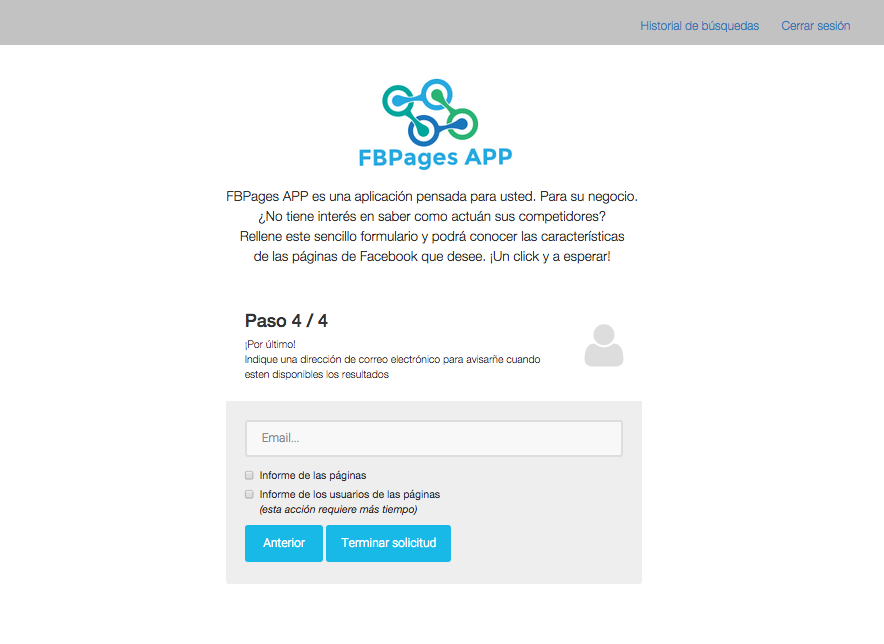 Historial de búsquedas Cerrar sesión
FBPages APP
FBPages APP es una aplicación pensada para usted. Para su negocio.
¿No tiene interés en saber como actuán sus competidores?
Rellene este sencillo formulario y podrá conocer las características
de las páginas de Facebook que desee. ¡Un click y a esperar!
Paso 4 / 4
¡Por último!
Indique una dirección de correo electrónico para avisarñe cuando
esten disponibles los resultados
Email...
Informe de las páginas
Informe de los usuarios de las páginas
(esta acción requiere más tiempo)
Anterior Terminar solicitud